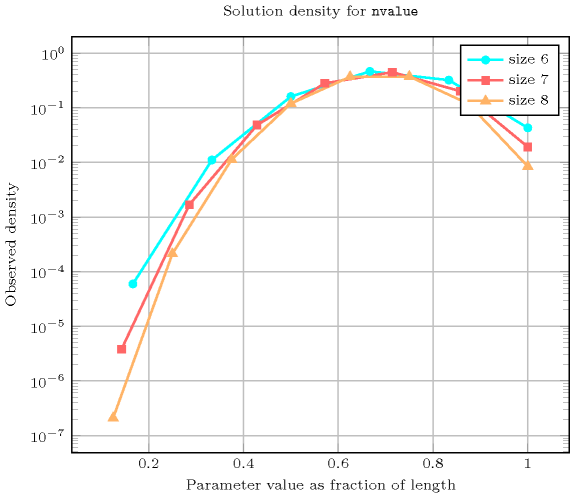 Solution density for nvalue
10^0
10^−1
10^−2
10^−3
10^−4
10^−5
10^−6
10^−7
Observed density
size 6
size 7
size 8
0.2 0.4 0.6 0.8 1
Parameter value as fraction of length